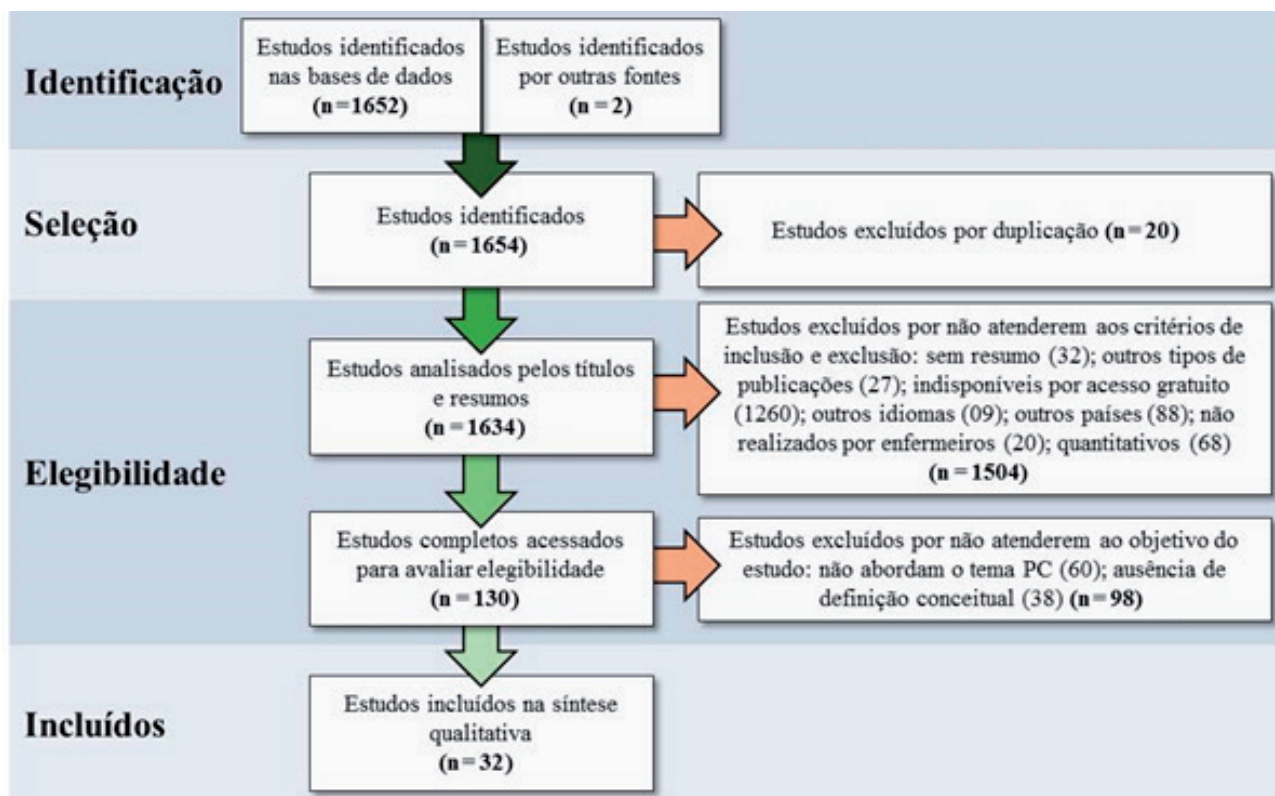 Identificação
Estudos identificados
nas bases de dados
(n=1652)
Estudos identificados
por outras fontes
(n=2)
Seleção
Estudos identificados
(n=1654)
Estudos excluídos por duplicação (n=20)
Elegibilidade
Estudos analisados pelos títulos
e resumos
(n=1634)
Estudos excluídos por não atenderem aos critérios de
inclusão e exclusão: sem resumo (32); outros tipos de
publicações (27); indisponíveis por acesso gratuito
(1260); outros idiomas (09); outros países (88); não
realizados por enfermeiros (20); quantitativos (68)
(n=1504)
Estudos completos acessados
para avaliar elegibilidade
(n=130)
Estudos excluídos por não atenderem ao objetivo do
estudo: não abordam o tema PC (60); ausência de
definição conceitual (38) (n=98)
Incluídos
Estudos incluídos na síntese
qualitativa
(n=32)